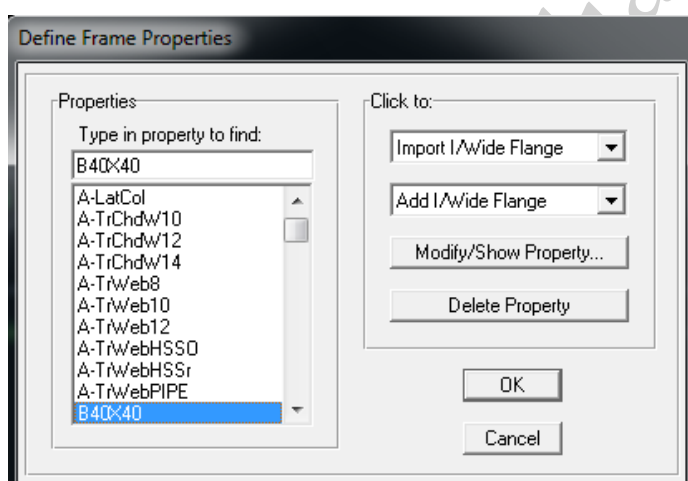 Define Frame Properties
Properties
Type in property to find:
B40X40
A-LatCol
A-TrChdW10
A-TrChdW12
A-TrChdW14
A-TrWeb8
A-TrWeb10
A-TrWeb12
A-TrWebHSSO
A-TrWebHSSr
A-TrWebPIPE
B40X40
Click to:
Import I/Wide Flange
Add I/Wide Flange
Modify/Show Property...
Delete Property
OK
Cancel